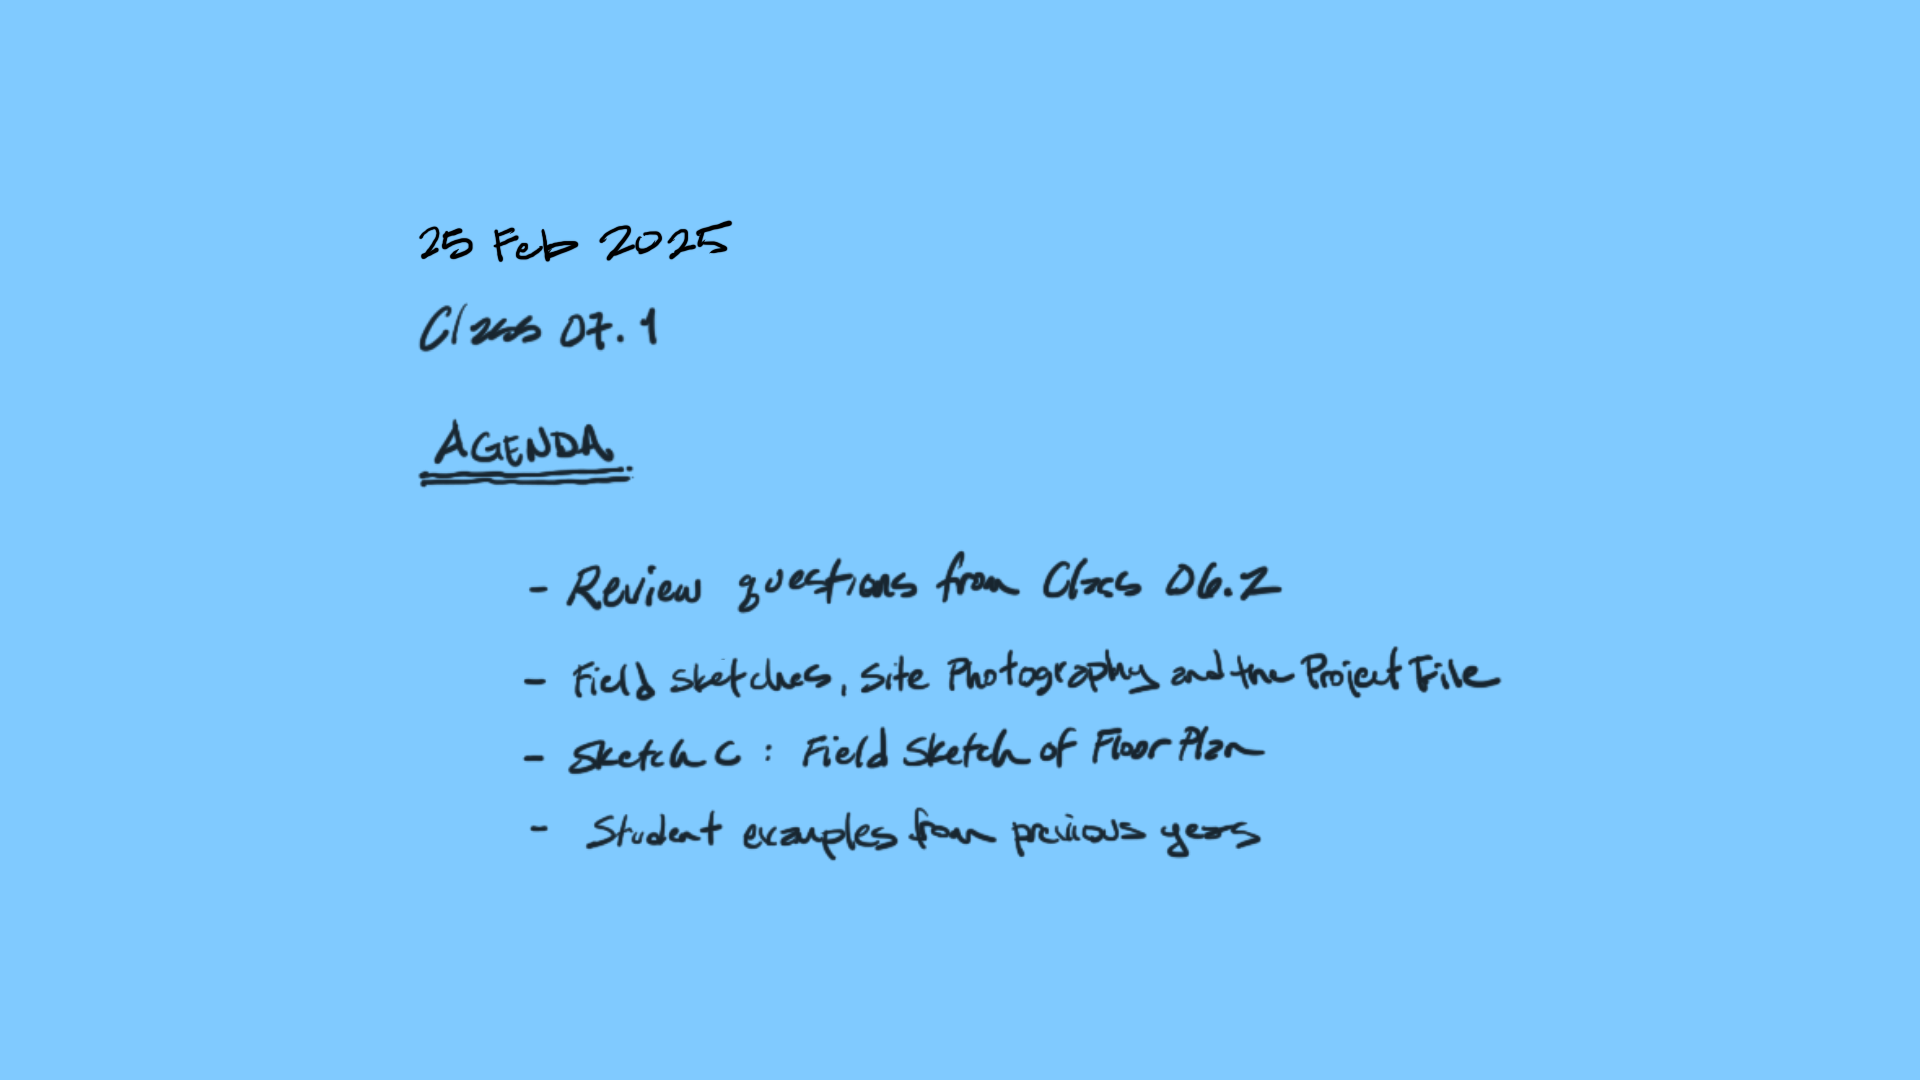 25 Feb 2025
Class 07.1
AGENDA
- Review questions from Class 06.2
- Field sketches, Site Photography and the Project File
- Sketch C : Field Sketch of Floor Plan
- Student examples from previous years